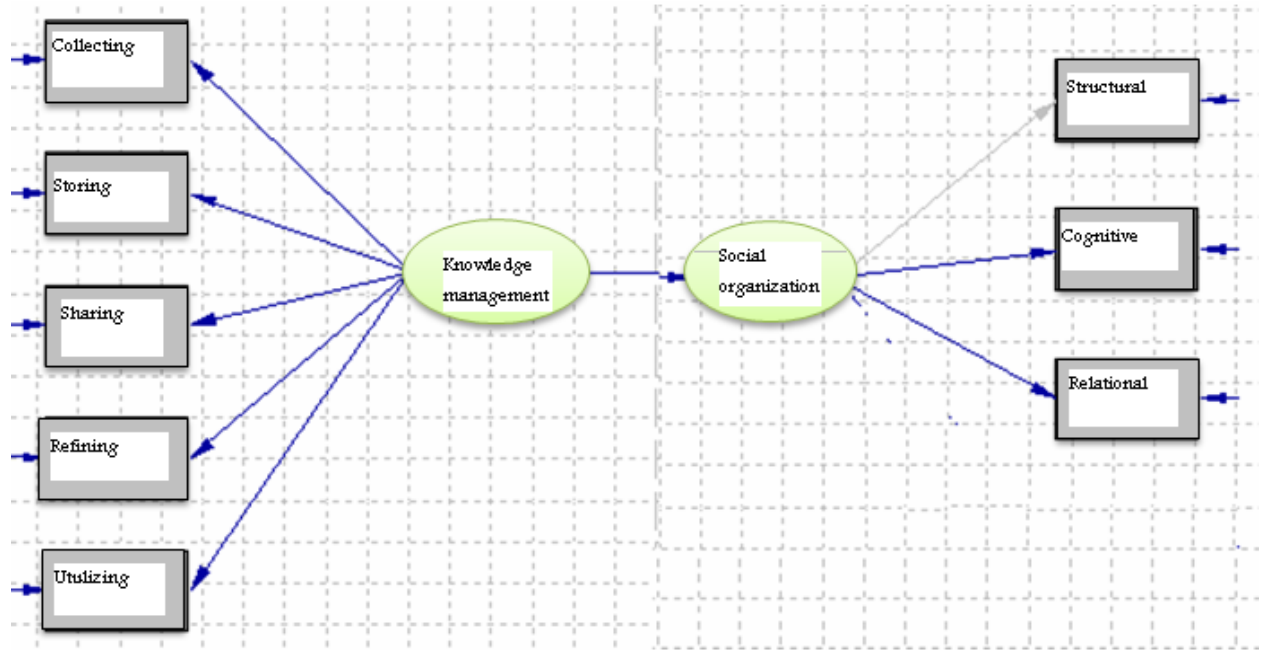 Collecting
Storing
Sharing
Refining
Utulizing
Knowledge
management
Social
organization
Structural
Cognitive
Relational